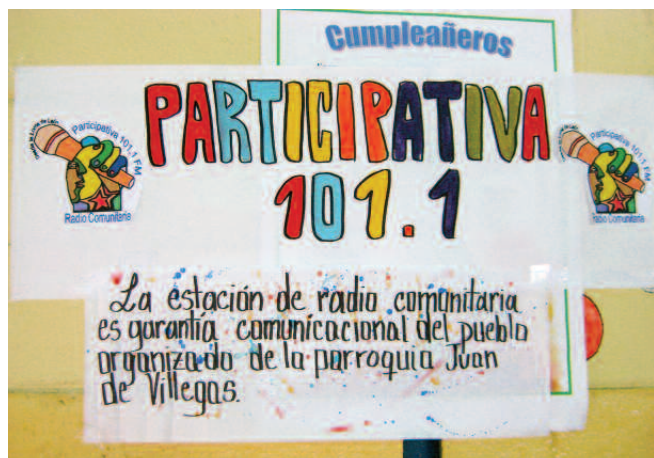 Cumpleañeros
PARTICIPATIVA
101.1
Participativa 101.1 FM
Radio Comunitaria
Participativa 101.1 FM
Radio Comunitaria
La estación de radio comunitaria
es garantía comunicacional del pueblo
organizado de la parroquia Juan
de Villegas.